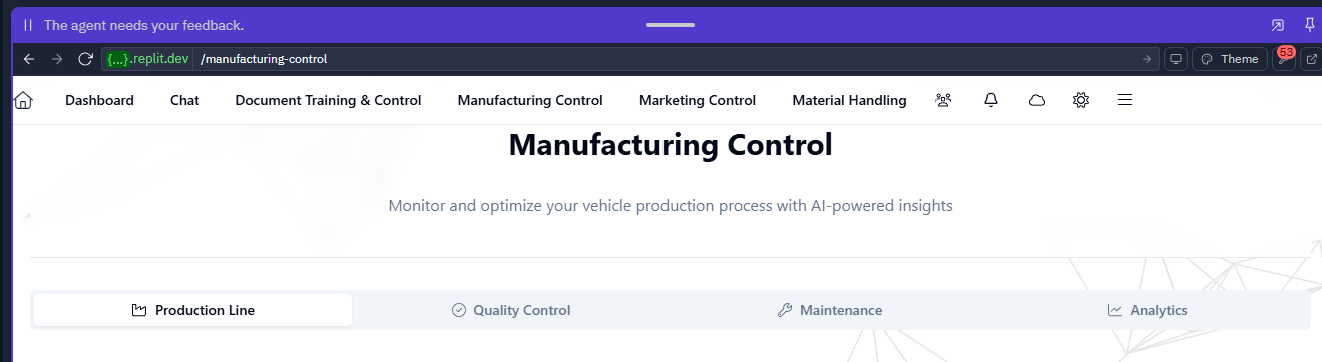 The agent needs your feedback.
{...}.replit.dev /manufacturing-control Theme 53
Dashboard Chat Document Training & Control Manufacturing Control Marketing Control Material Handling
Manufacturing Control
Monitor and optimize your vehicle production process with AI-powered insights
Production Line Quality Control Maintenance Analytics